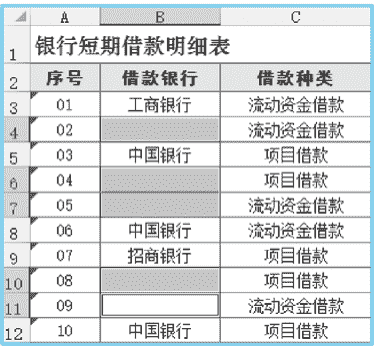 A B C
1 银行短期借款明细表
2 序号 借款银行 借款种类
3 01 工商银行 流动资金借款
4 02 流动资金借款
5 03 中国银行 项目借款
6 04 项目借款
7 05 流动资金借款
8 06 中国银行 流动资金借款
9 07 招商银行 项目借款
10 08 项目借款
11 09 流动资金借款
12 10 中国银行 项目借款